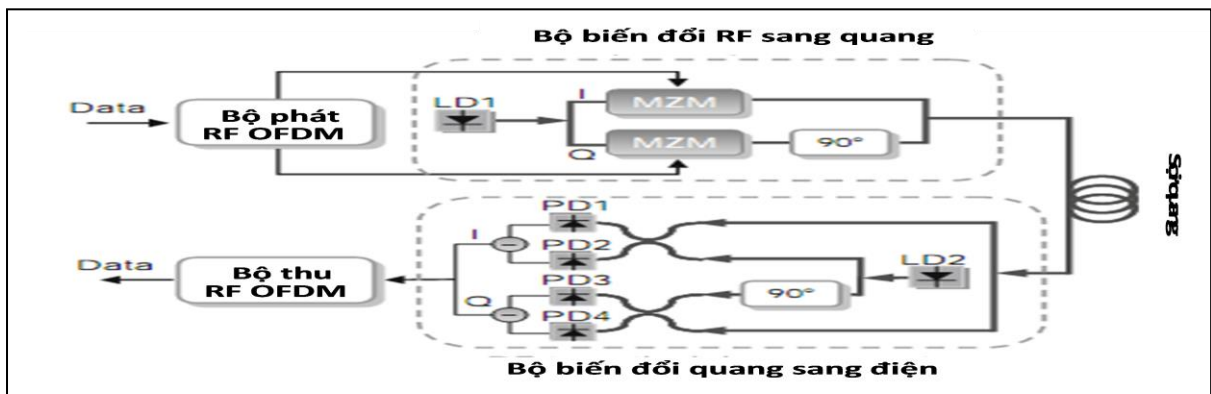 Bộ biến đổi RF sang quang
Data
Bộ phát
RF OFDM
LD1
I
MZM
Q
MZM
90°
Sợi quang
PD1
I
PD2
LD2
Data
Bộ thu
RF OFDM
PD3
90°
Q
PD4
Bộ biến đổi quang sang điện